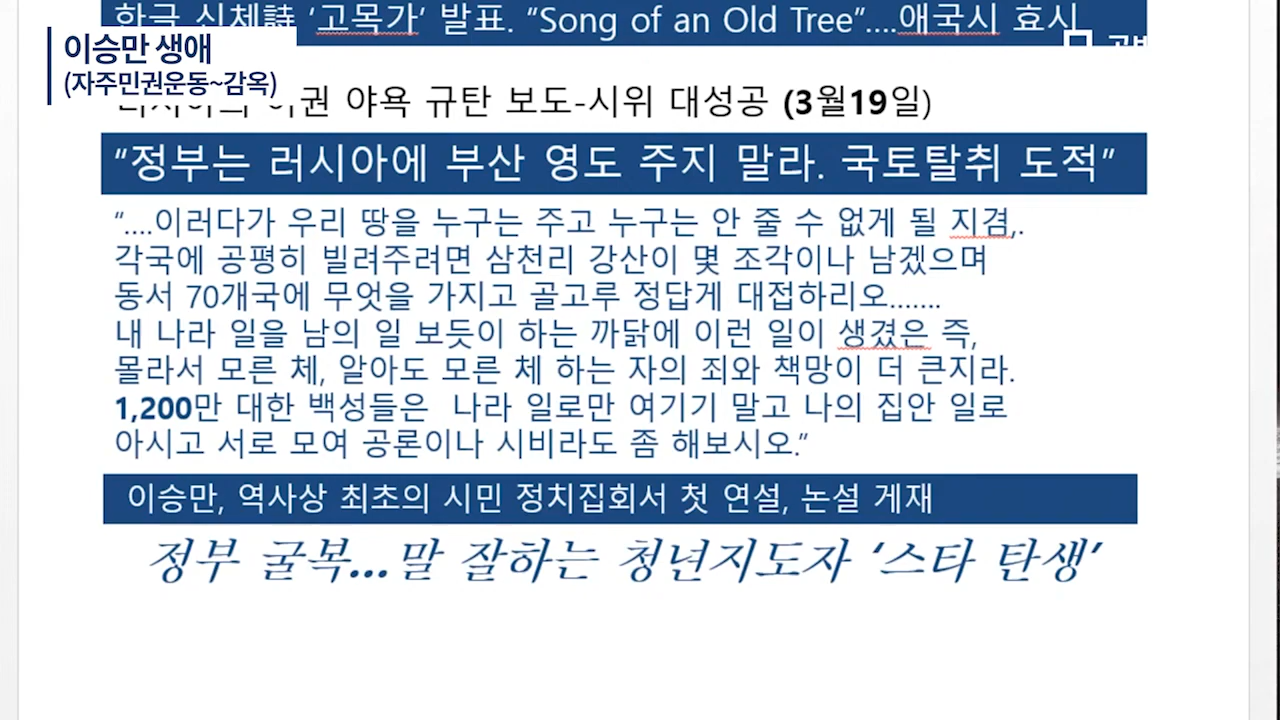 한글 신체詩 ‘고목가’ 발표. “Song of an Old Tree”....애국시 효시
이승만 생애
(자주민권운동~감옥)
이권 야욕 규탄 보도-시위 대성공 (3월19일)
“정부는 러시아에 부산 영도 주지 말라. 국토탈취 도적”
“....이러다가 우리 땅을 누구는 주고 누구는 안 줄 수 없게 될 지겸,.
각국에 공평히 빌려주려면 삼천리 강산이 몇 조각이나 남겠으며
동서 70개국에 무엇을 가지고 골고루 정답게 대접하리오.......
내 나라 일을 남의 일 보듯이 하는 까닭에 이런 일이 생겼은 즉,
몰라서 모른 체, 알아도 모른 체 하는 자의 죄와 책망이 더 큰지라.
1,200만 대한 백성들은 나라 일로만 여기기 말고 나의 집안 일로
아시고 서로 모여 공론이나 시비라도 좀 해보시오.”
이승만, 역사상 최초의 시민 정치집회서 첫 연설, 논설 게재
정부 굴복...말 잘하는 청년지도자 ‘스타 탄생’